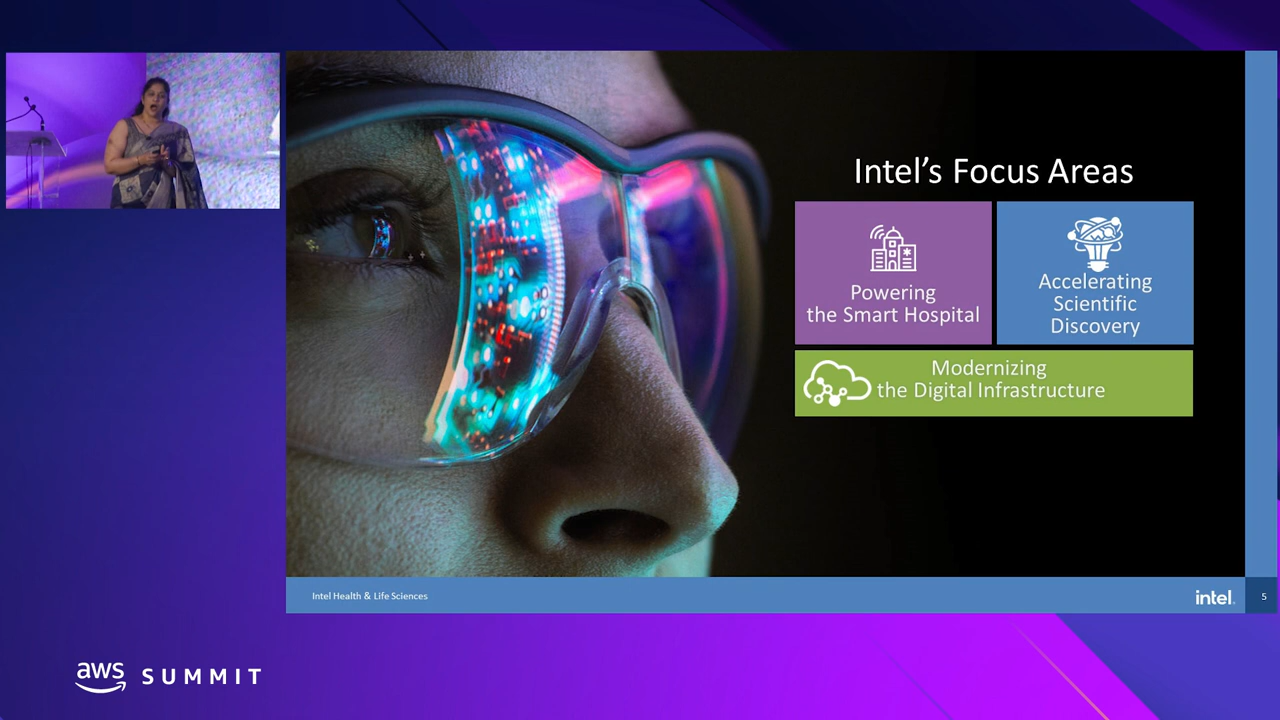 Intel's Focus Areas
Powering
the Smart Hospital
Accelerating
Scientific
Discovery
Modernizing
the Digital Infrastructure
Intel Health & Life Sciences
intel.
5
aws SUMMIT